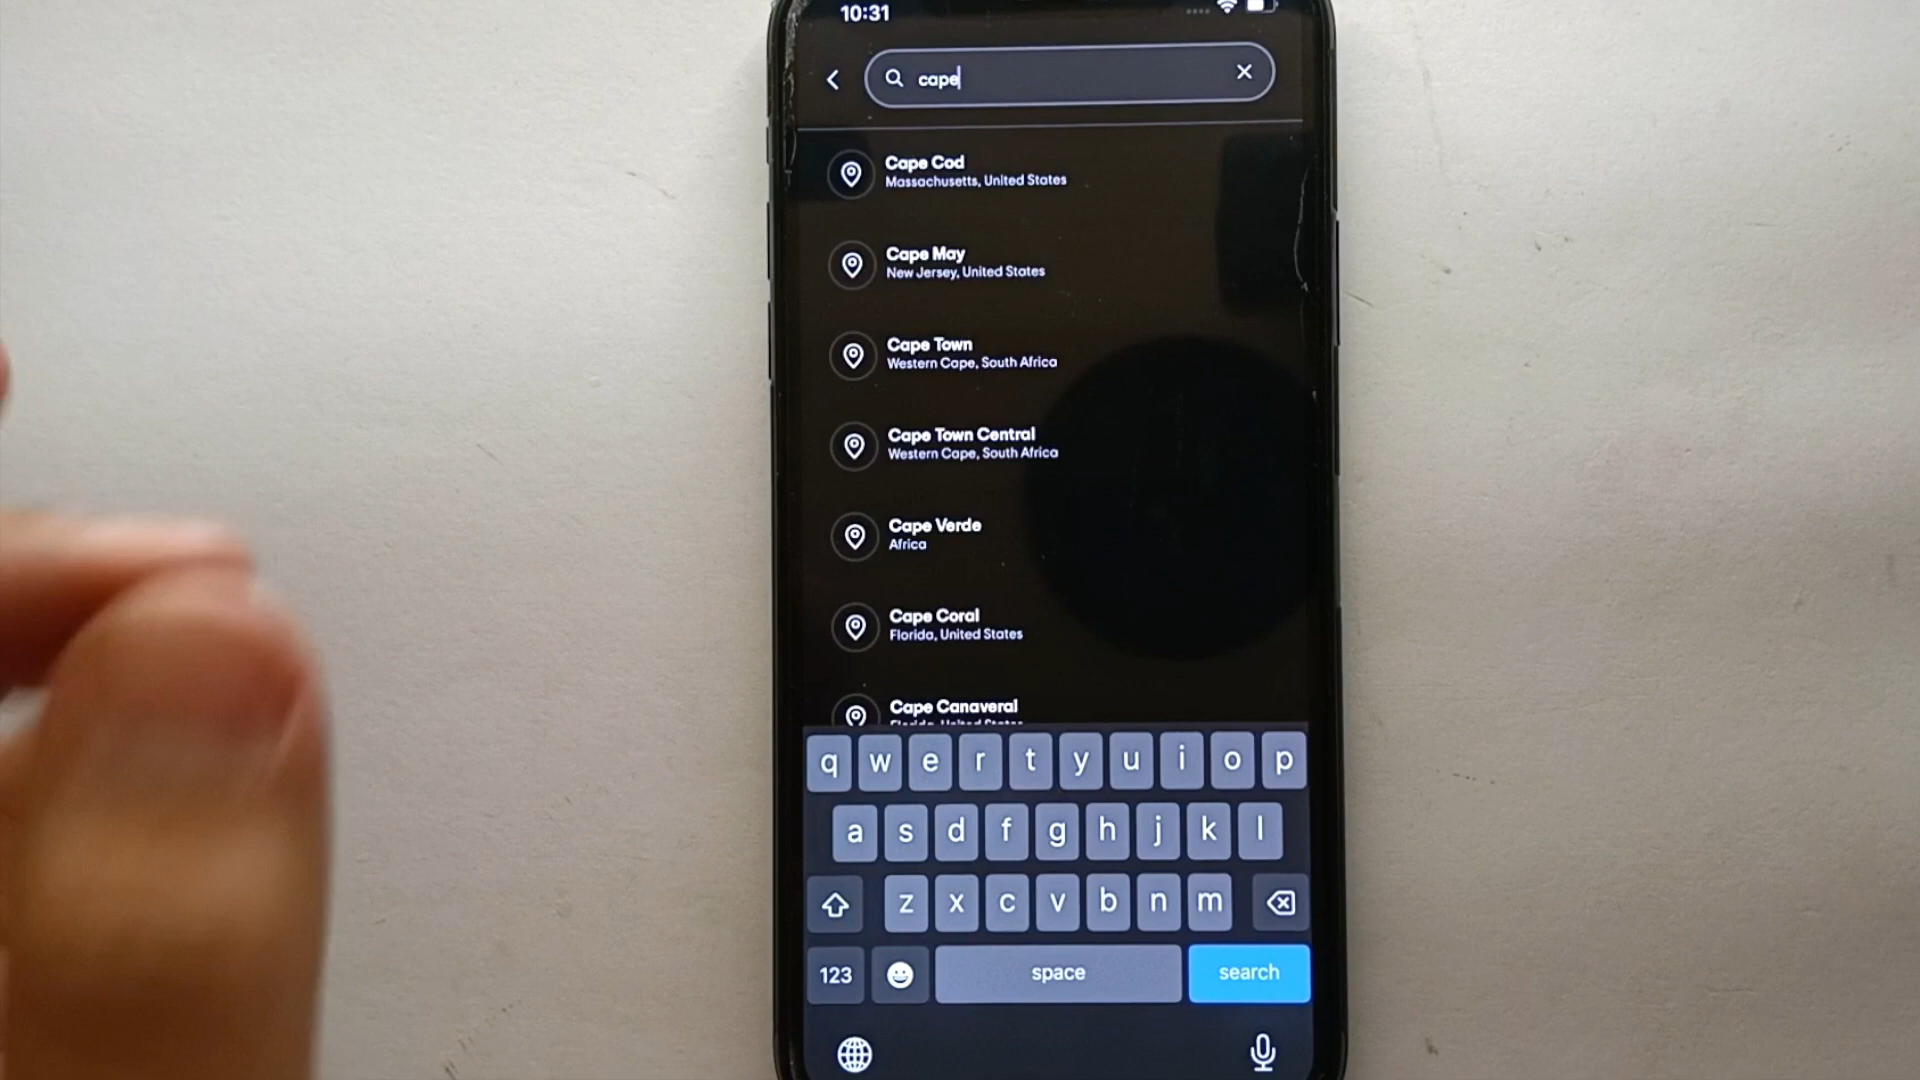 10:31
cape
Cape Cod
Massachusetts, United States
Cape May
New Jersey, United States
Cape Town
Western Cape, South Africa
Cape Town Central
Western Cape, South Africa
Cape Verde
Africa
Cape Coral
Florida, United States
Cape Canaveral
Florida, United States
q w e r t y u i o p
a s d f g h j k l
z x c v b n m
123 space search